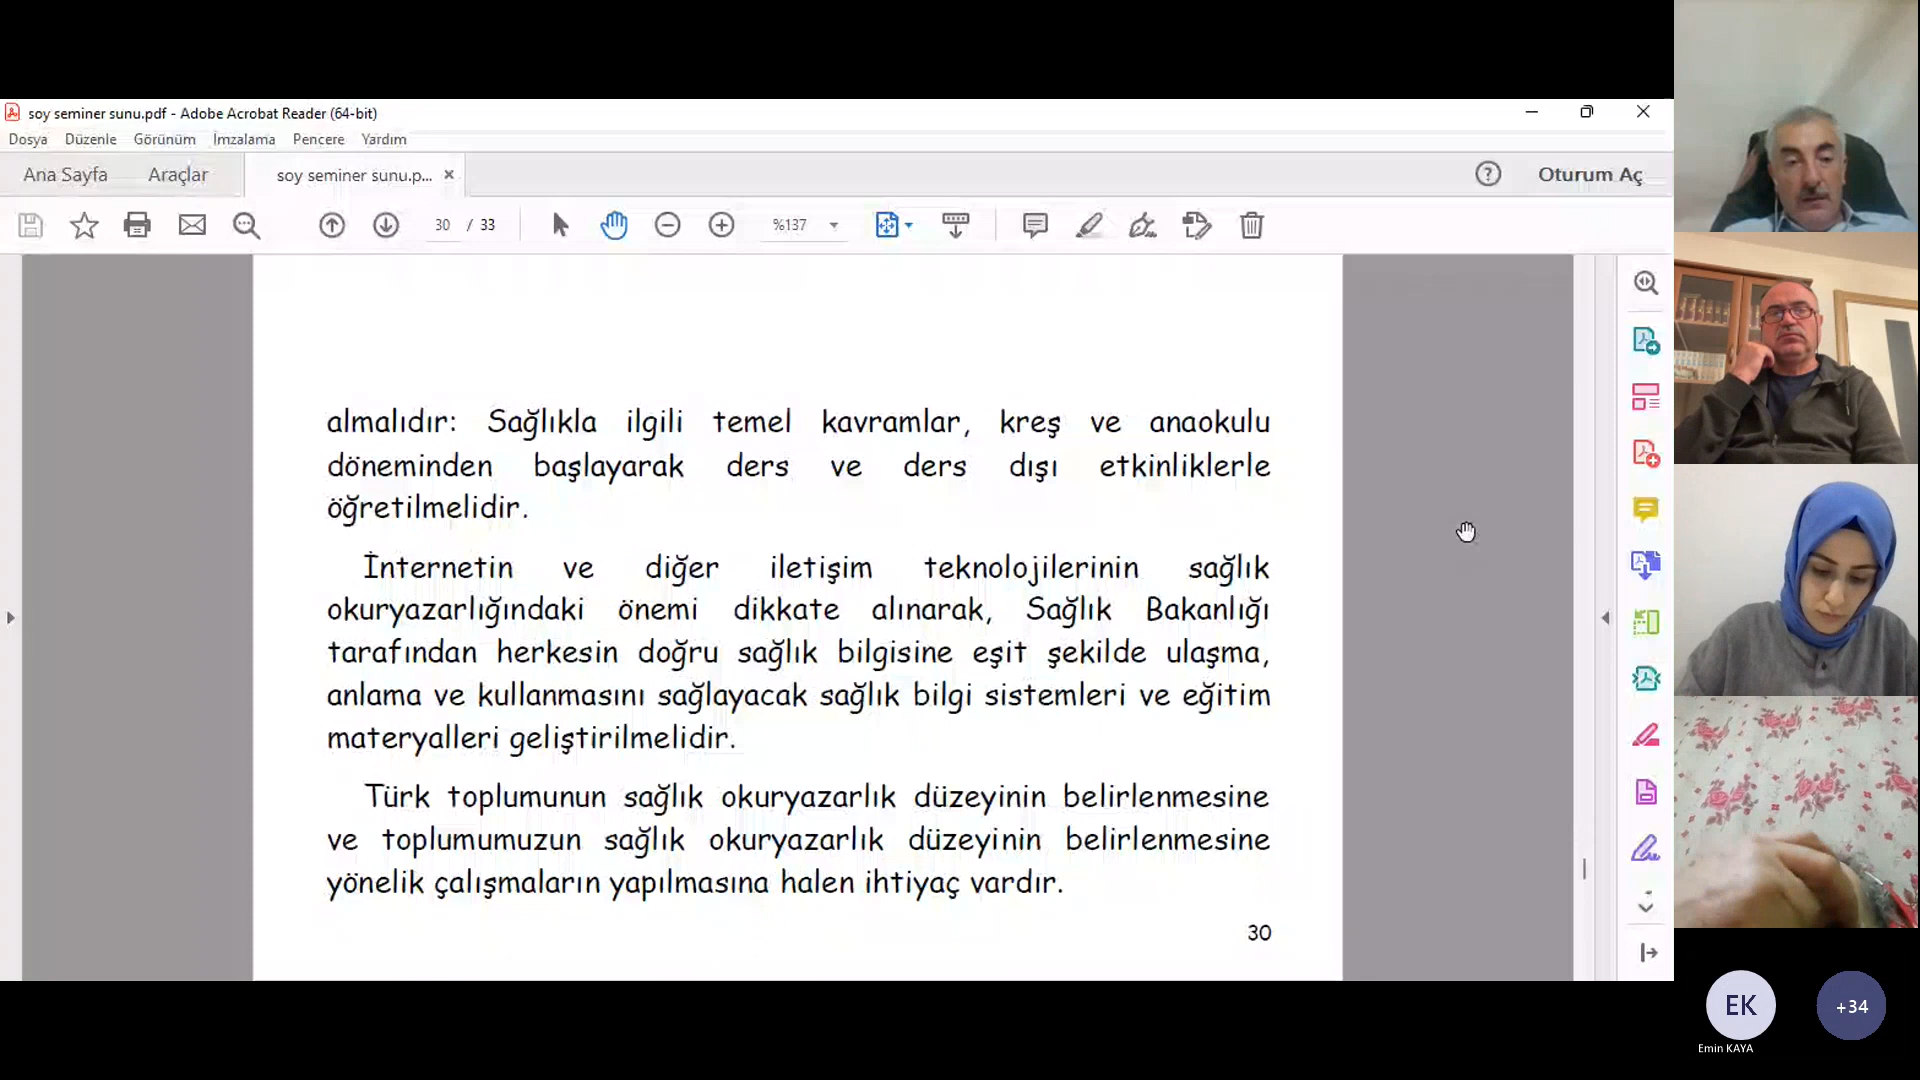 soy seminer sunu.pdf - Adobe Acrobat Reader (64-bit)
Dosya Düzenle Görünüm İmzalama Pencere Yardım
Ana Sayfa Araçlar soy seminer sunu.p... Oturum Aç
30 / 33 %137
almalıdır: Sağlıkla ilgili temel kavramlar, kreş ve anaokulu
döneminden başlayarak ders ve ders dışı etkinliklerle
öğretilmelidir.
İnternetin ve diğer iletişim teknolojilerinin sağlık
okuryazarlığındaki önemi dikkate alınarak, Sağlık Bakanlığı
tarafından herkesin doğru sağlık bilgisine eşit şekilde ulaşma,
anlama ve kullanmasını sağlayacak sağlık bilgi sistemleri ve eğitim
materyalleri geliştirilmelidir.
Türk toplumunun sağlık okuryazarlık düzeyinin belirlenmesine
ve toplumumuzun sağlık okuryazarlık düzeyinin belirlenmesine
yönelik çalışmaların yapılmasına halen ihtiyaç vardır.
30
EK +34
Emin KAYA